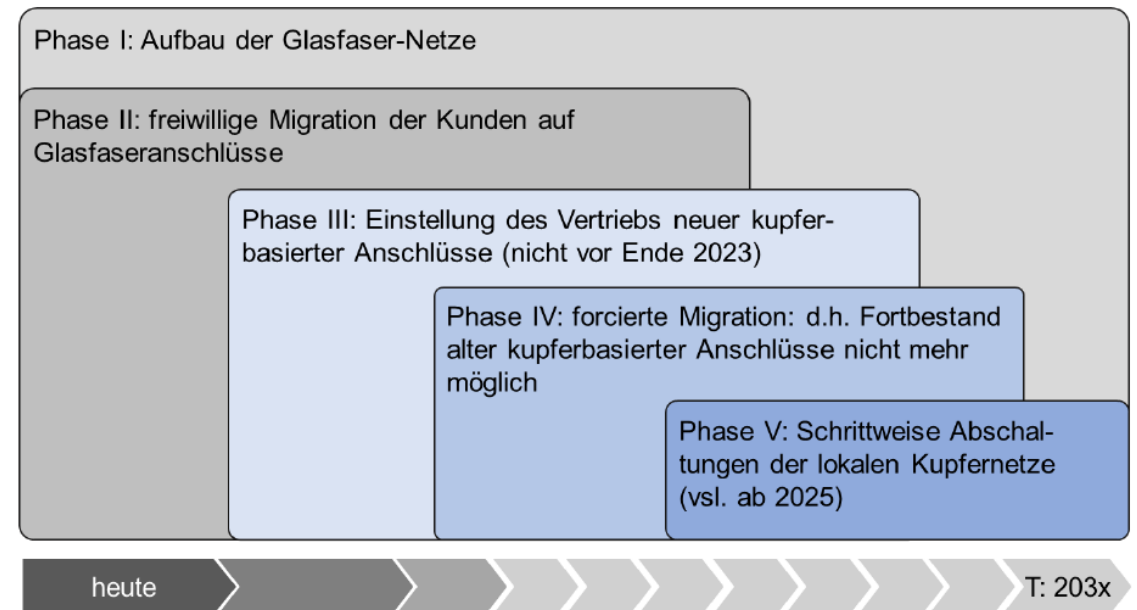 Phase I: Aufbau der Glasfaser-Netze
Phase II: freiwillige Migration der Kunden auf
Glasfaseranschlüsse
Phase III: Einstellung des Vertriebs neuer kupfer-
basierter Anschlüsse (nicht vor Ende 2023)
Phase IV: forcierte Migration: d.h. Fortbestand
alter kupferbasierter Anschlüsse nicht mehr
möglich
Phase V: Schrittweise Abschal-
tungen der lokalen Kupfernetze
(vsl. ab 2025)
heute
T: 203x